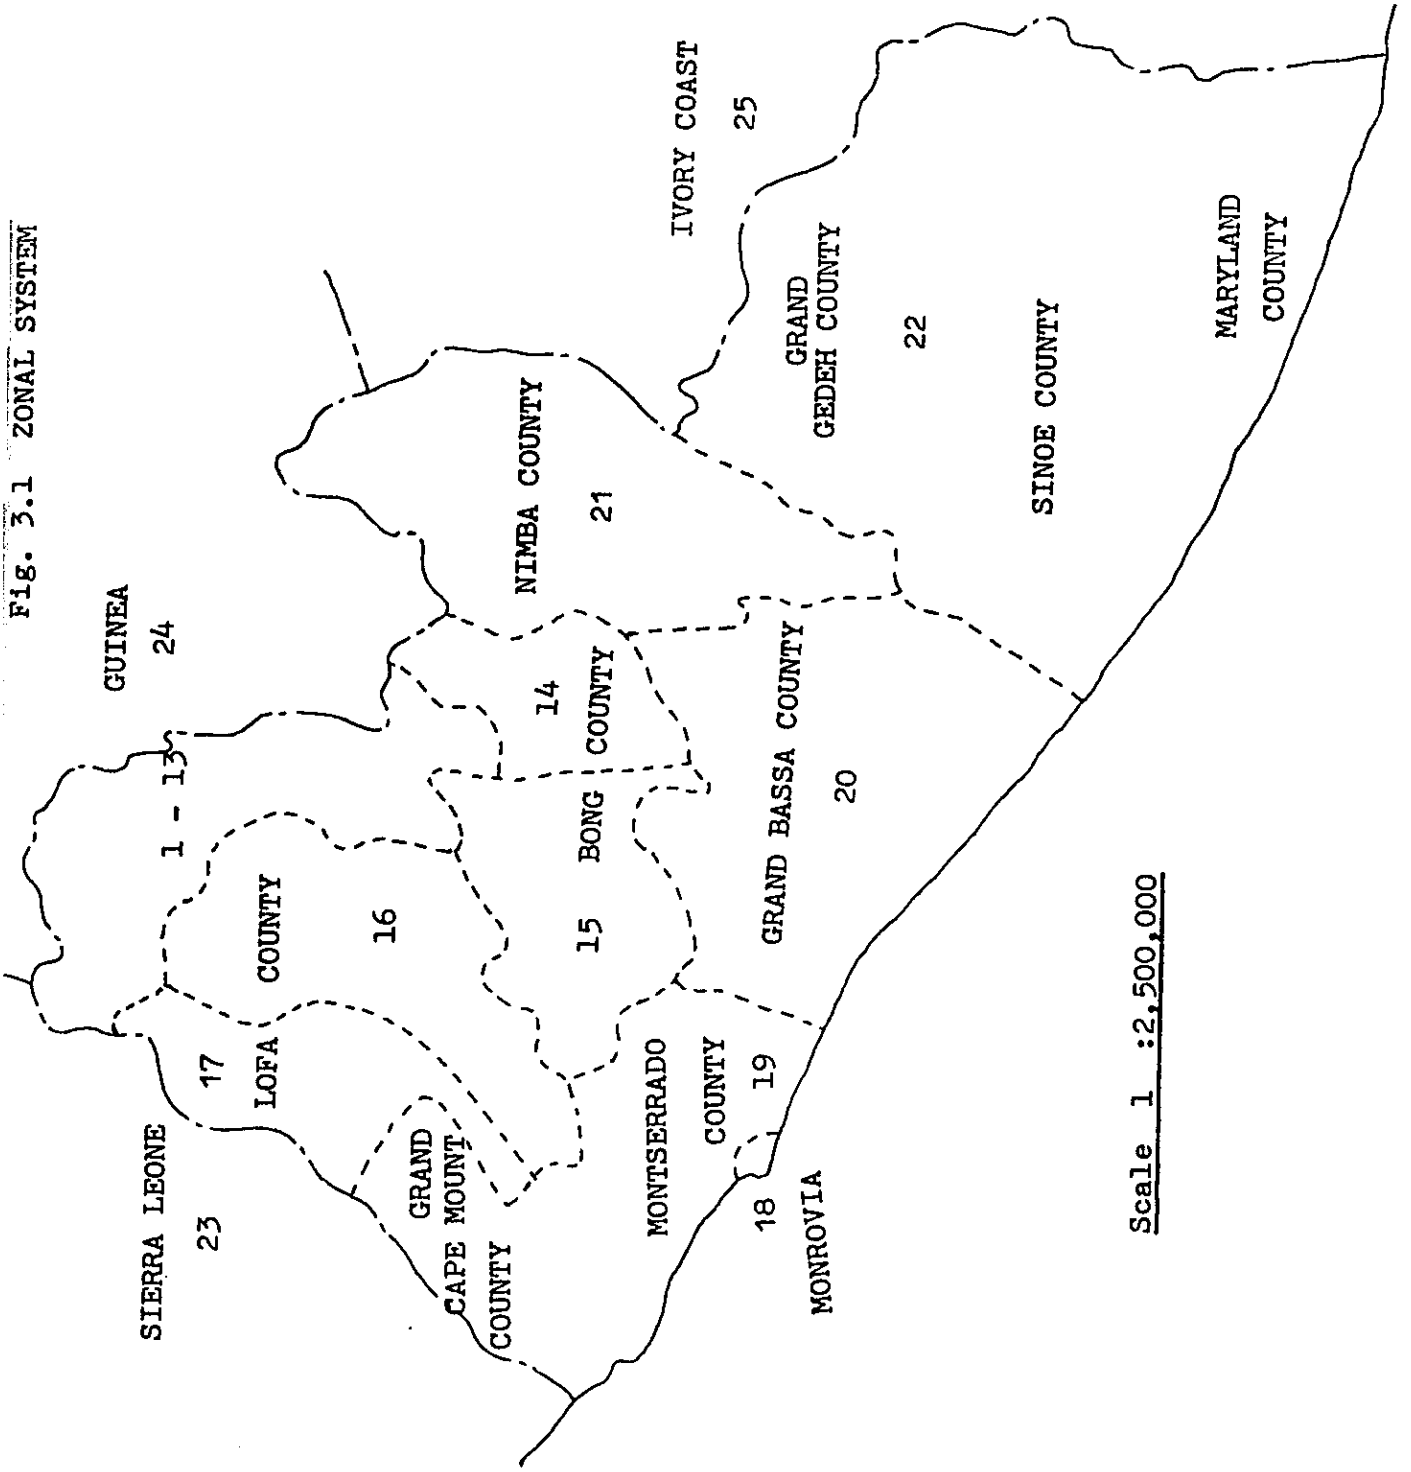 Fig. 3.1 ZONAL SYSTEM
GUINEA
24
SIERRA LEONE
23
1 - 13
17
LOFA
COUNTY
16
GRAND
CAPE MOUNT
COUNTY
14
COUNTY
15
BONG
NIMBA COUNTY
21
IVORY COAST
25
MONTSERRADO
COUNTY
19
18
MONROVIA
GRAND BASSA COUNTY
20
GRAND
GEDEH COUNTY
22
SINOE COUNTY
MARYLAND
COUNTY
Scale 1 :2,500,000